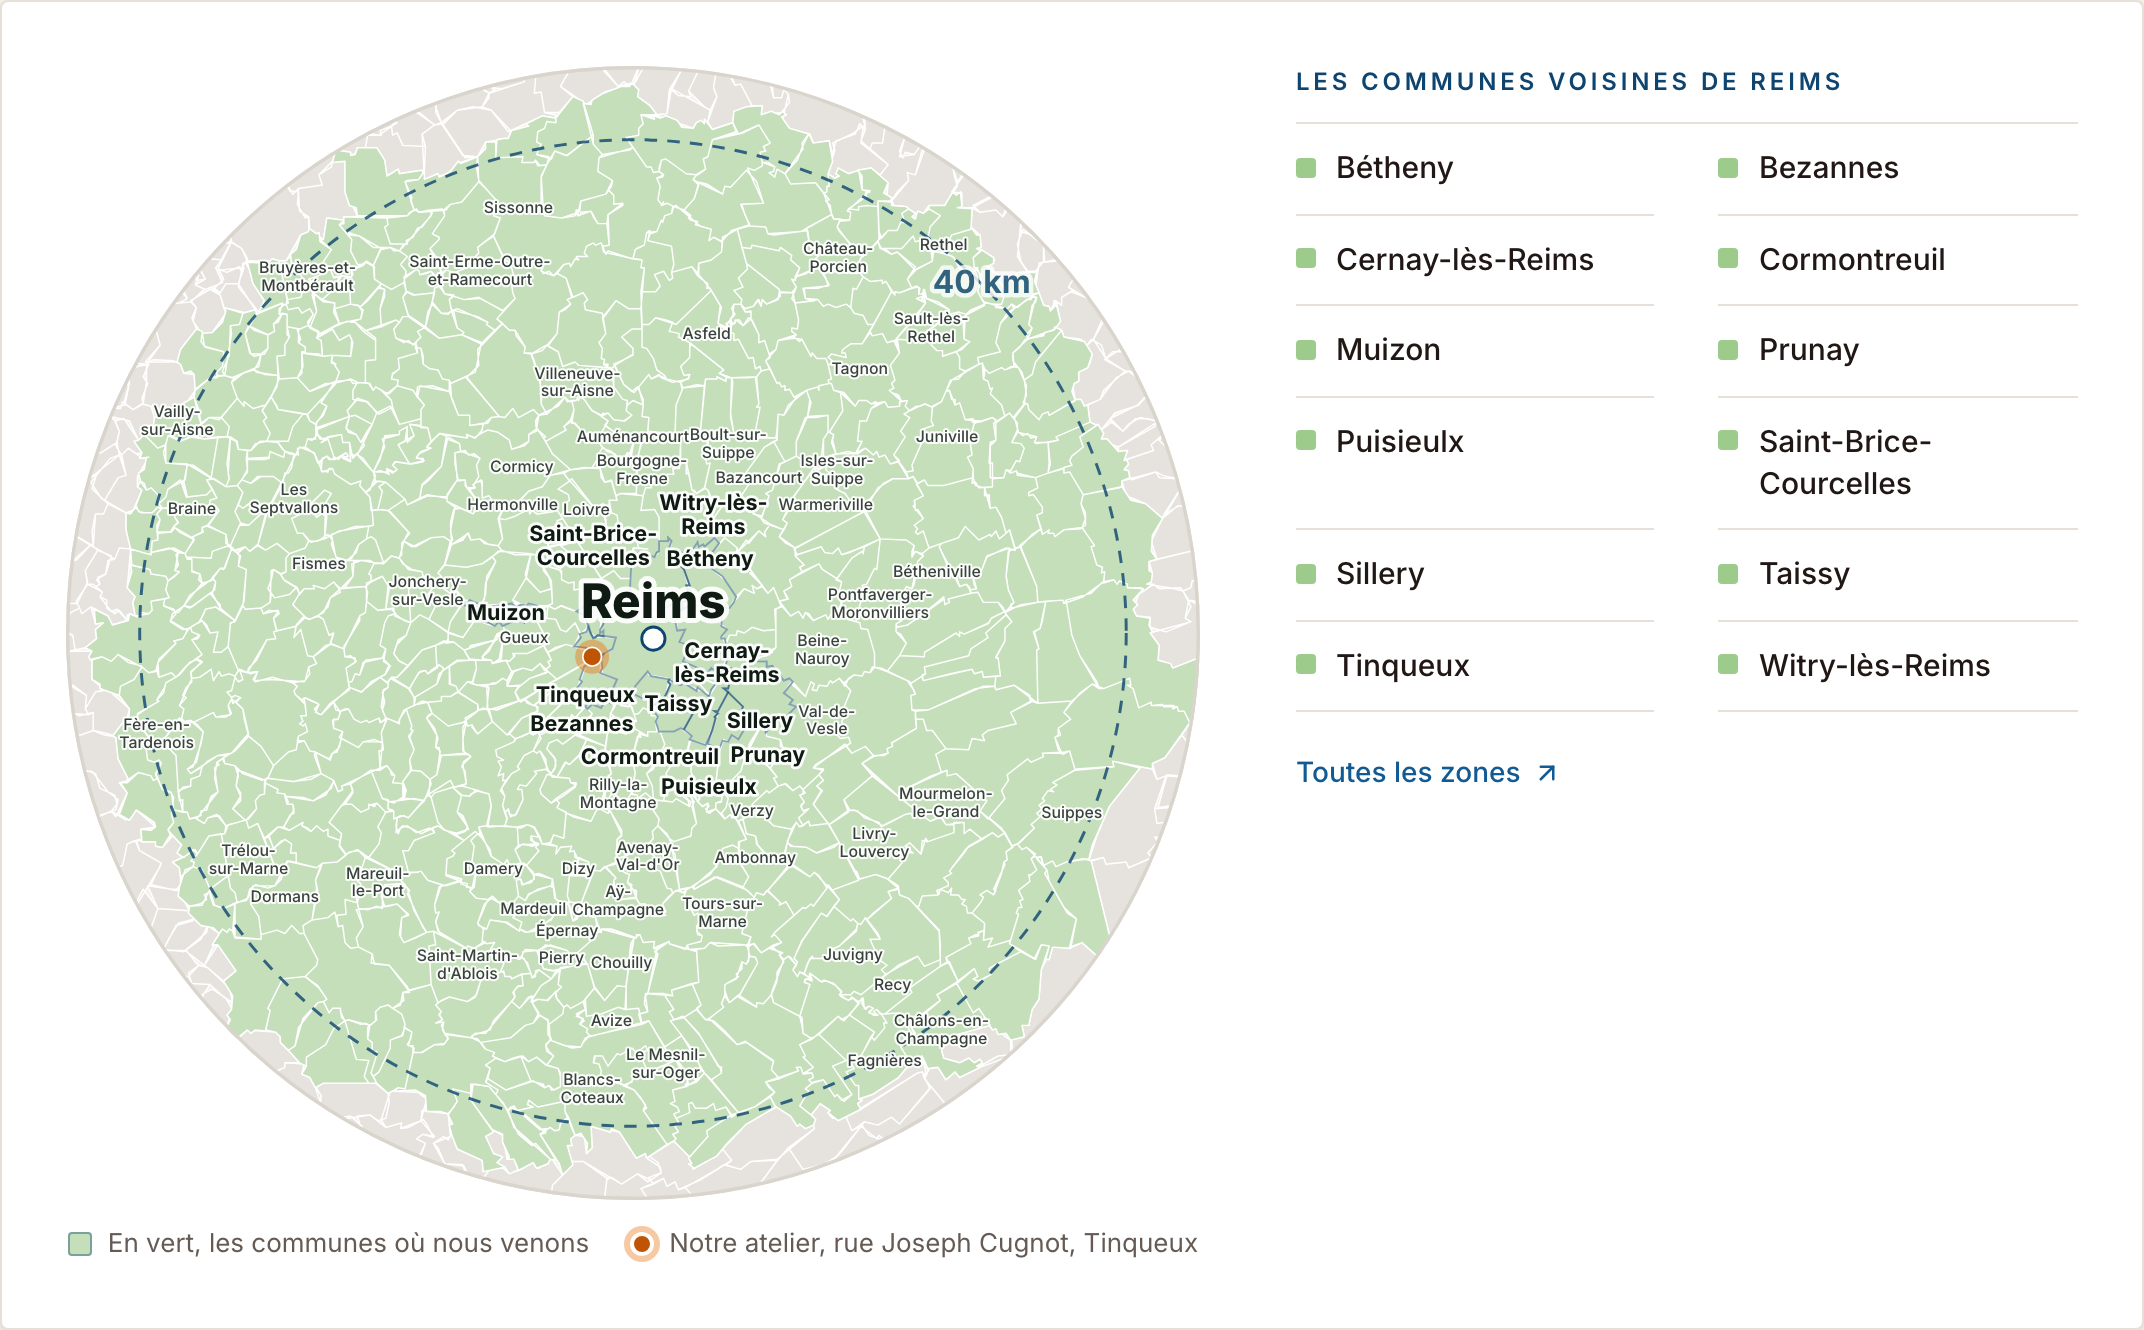 Sissonne
Château-
Porcien
Rethel
Bruyères-et-
Montbérault
Saint-Erme-Outre-
et-Ramecourt
40 km
Sault-lès-
Rethel
Asfeld
Tagnon
Villeneuve-
sur-Aisne
Vailly-
sur-Aisne
Auménancourt
Boult-sur-
Suippe
Juniville
Cormicy
Bourgogne-
Fresne
Bazancourt
Isles-sur-
Suippe
Braine
Les
Septvallons
Hermonville
Loivre
Witry-lès-
Reims
Warmeriville
Saint-Brice-
Courcelles
Bétheny
Fismes
Jonchery-
sur-Vesle
Bétheniville
Pontfaverger-
Moronvilliers
Reims
Muizon
Gueux
Beine-
Nauroy
Cernay-
lès-Reims
Tinqueux
Taissy
Bezannes
Sillery
Val-de-
Vesle
Fère-en-
Tardenois
Cormontreuil
Prunay
Rilly-la-
Montagne
Puisieulx
Verzy
Mourmelon-
le-Grand
Suippes
Livry-
Louvercy
Trélou-
sur-Marne
Mareuil-
le-Port
Damery
Dizy
Avenay-
Val-d'Or
Ambonnay
Dormans
Mardeuil
Aÿ-
Champagne
Tours-sur-
Marne
Épernay
Saint-Martin-
d'Ablois
Pierry
Chouilly
Juvigny
Recy
Avize
Châlons-en-
Champagne
Fagnières
Le Mesnil-
sur-Oger
Blancs-
Coteaux
En vert, les communes où nous venons
Notre atelier, rue Joseph Cugnot, Tinqueux
LES COMMUNES VOISINES DE REIMS
Bétheny
Bezannes
Cernay-lès-Reims
Cormontreuil
Muizon
Prunay
Puisieulx
Saint-Brice-
Courcelles
Sillery
Taissy
Tinqueux
Witry-lès-Reims
Toutes les zones